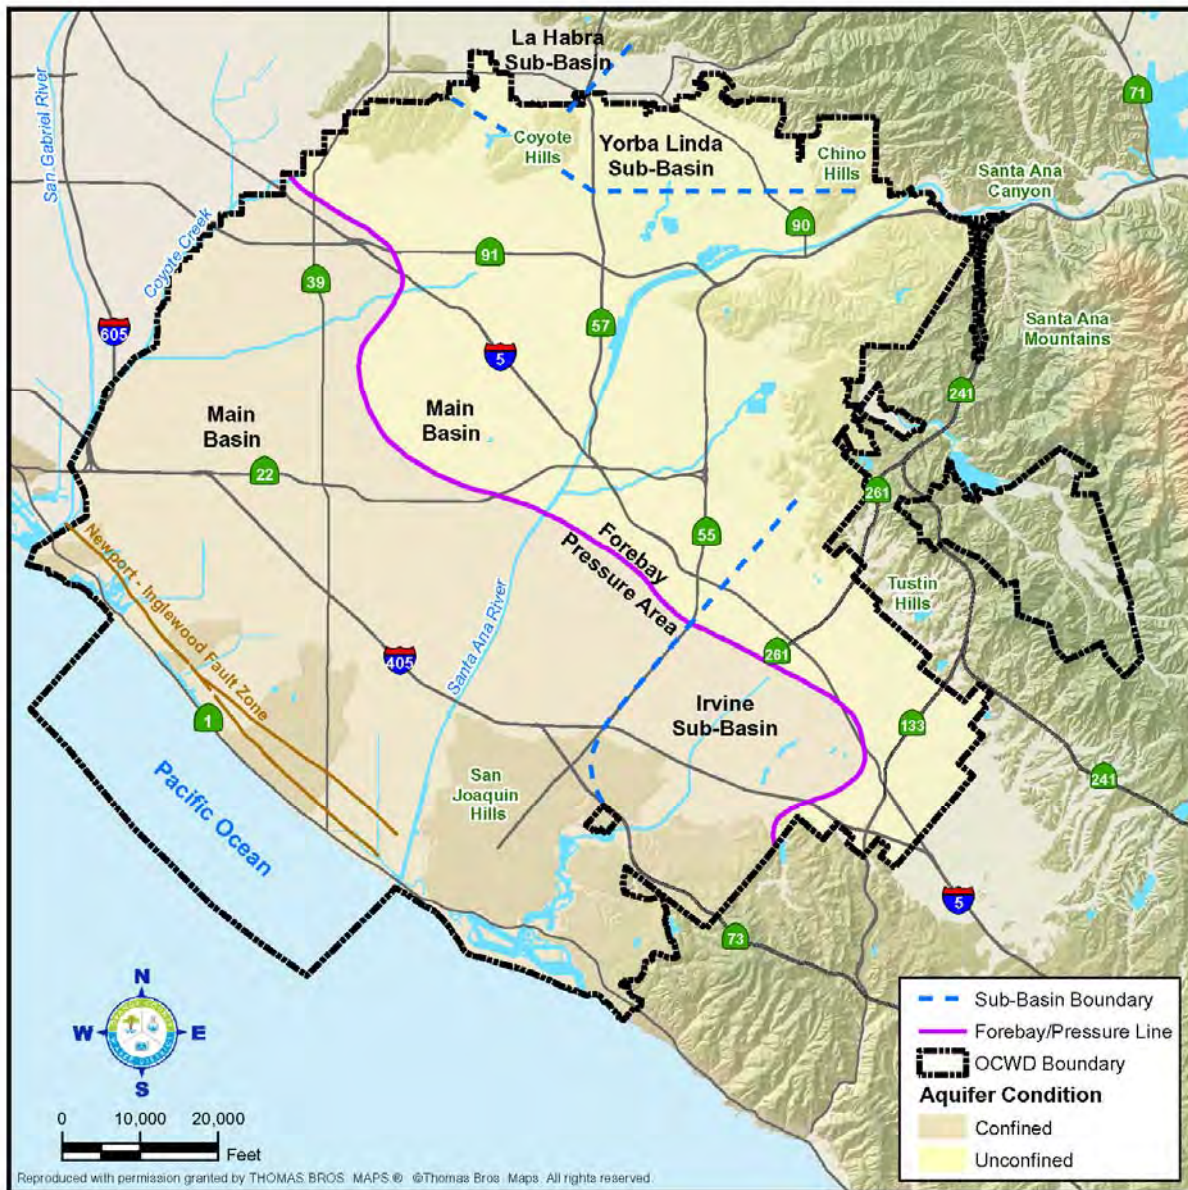 La Habra
Sub-Basin
71
San Gabriel River
Coyote
Hills
Yorba Linda
Sub-Basin
Chino
Hills
Santa Ana
Canyon
Coyote Creek
90
91
39
57
605
5
Santa Ana
Mountains
241
Main
Basin
Main
Basin
22
261
55
Forebay
Pressure Area
Newport - Inglewood Fault Zone
Tustin
Hills
Santa Ana River
405
261
Irvine
Sub-Basin
1
133
241
Pacific Ocean
San
Joaquin
Hills
5
73
N
W
E
S
0 10,000 20,000
Feet
Sub-Basin Boundary
Forebay/Pressure Line
OCWD Boundary
Aquifer Condition
Confined
Unconfined
Reproduced with permission granted by THOMAS BROS. MAPS ® ©Thomas Bros. Maps. All rights reserved.